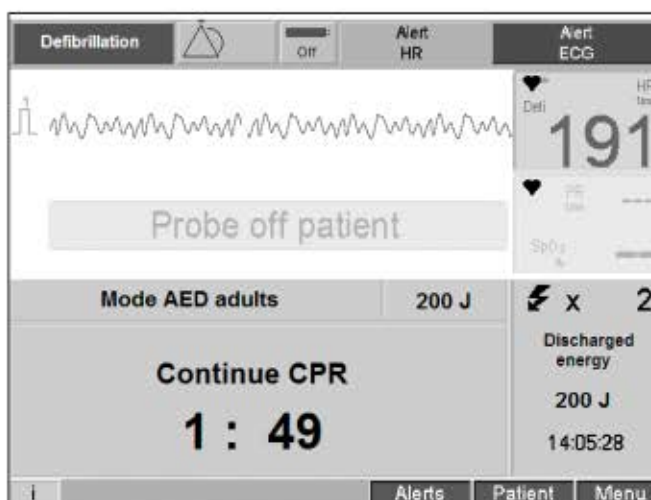 Defibrillation
Off
Alert
HR
Alert
ECG
HR
Defi
191
Probe off patient
SpO₂
%
---
---
Mode AED adults
200 J
x 2
Continue CPR
1 : 49
Discharged
energy
200 J
14:05:28
i
Alerts
Patient
Menu